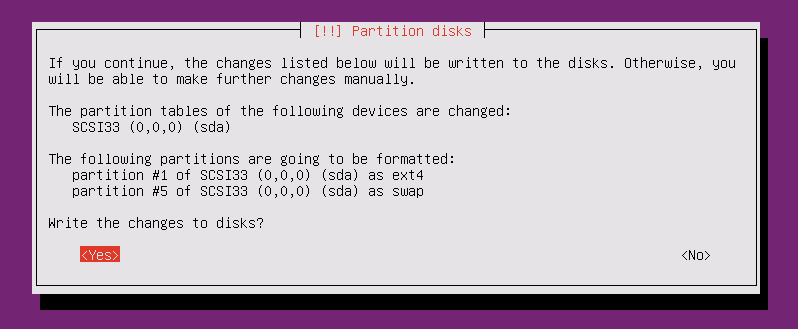 [!!] Partition disks
If you continue, the changes listed below will be written to the disks. Otherwise, you
will be able to make further changes manually.
The partition tables of the following devices are changed:
SCSI33 (0,0,0) (sda)
The following partitions are going to be formatted:
partition #1 of SCSI33 (0,0,0) (sda) as ext4
partition #5 of SCSI33 (0,0,0) (sda) as swap
Write the changes to disks?
<Yes> <No>